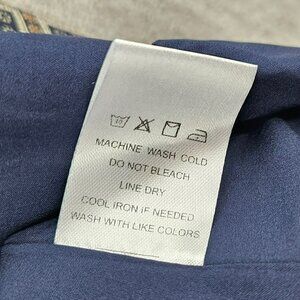 MACHINE WASH COLD
DO NOT BLEACH
LINE DRY
COOL IRON IF NEEDED
WASH WITH LIKE COLORS